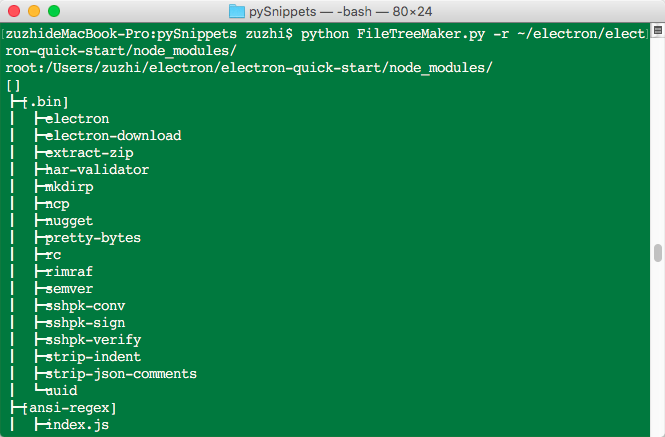 pySnippets — -bash — 80×24
[zuzhideMacBook-Pro:pySnippets zuzhi$ python FileTreeMaker.py -r ~/electron/elect]
ron-quick-start/node_modules/
root:/Users/zuzhi/electron/electron-quick-start/node_modules/
[]
├─[.bin]
│  ├─electron
│  ├─electron-download
│  ├─extract-zip
│  ├─har-validator
│  ├─mkdirp
│  ├─ncp
│  ├─nugget
│  ├─pretty-bytes
│  ├─rc
│  ├─rimraf
│  ├─semver
│  ├─sshpk-conv
│  ├─sshpk-sign
│  ├─sshpk-verify
│  ├─strip-indent
│  ├─strip-json-comments
│  └─uuid
├─[ansi-regex]
│  ├─index.js